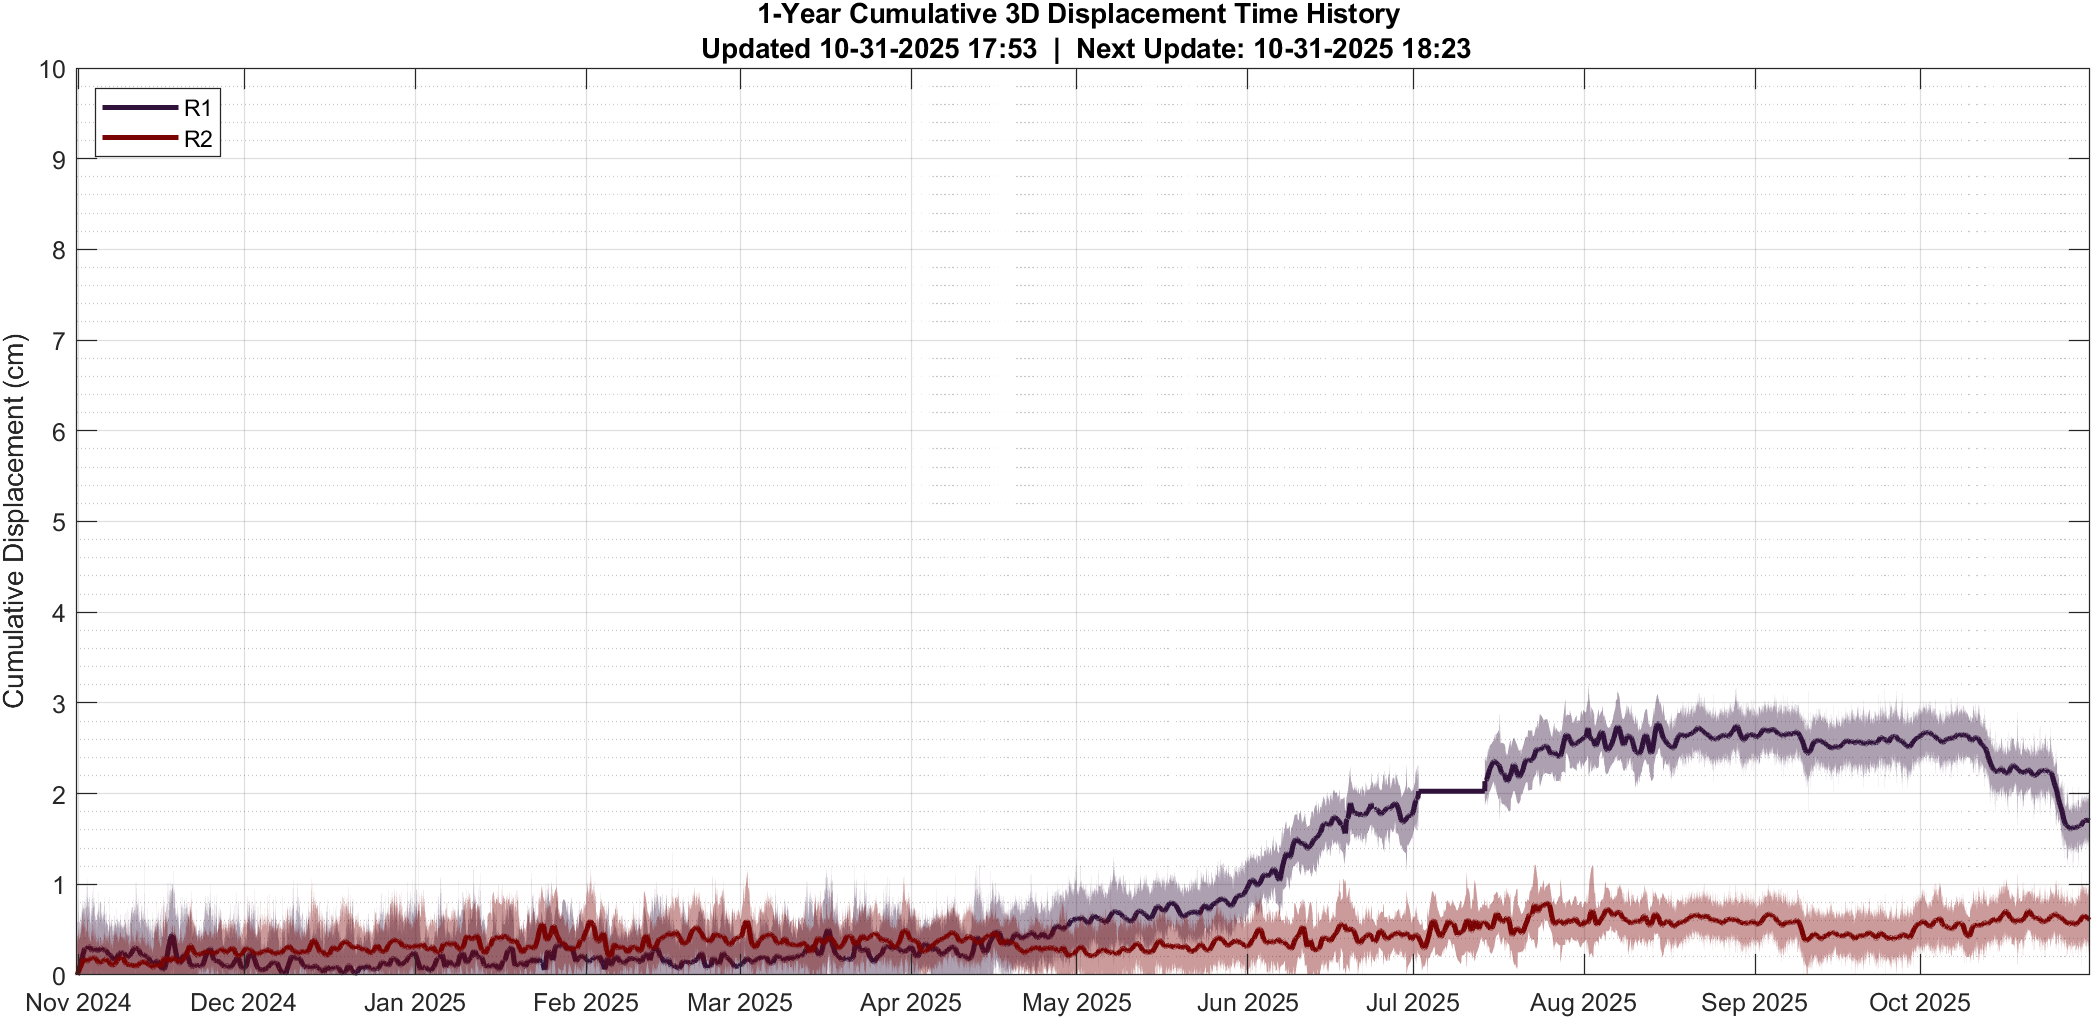 1-Year Cumulative 3D Displacement Time History
Updated 10-31-2025 17:53 | Next Update: 10-31-2025 18:23
R1
R2
Cumulative Displacement (cm)
10
9
8
7
6
5
4
3
2
1
0
Nov 2024 Dec 2024 Jan 2025 Feb 2025 Mar 2025 Apr 2025 May 2025 Jun 2025 Jul 2025 Aug 2025 Sep 2025 Oct 2025